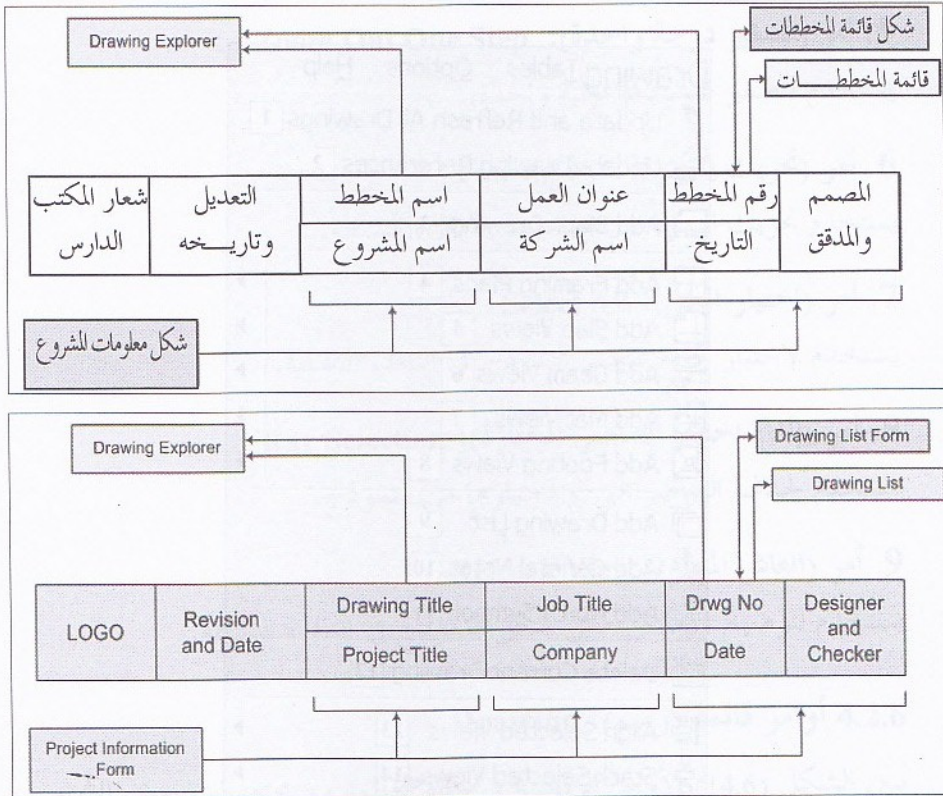 Drawing Explorer
شكل قائمة المخططات
قائمة المخططـــــات
شعار المكتب
الدارس
التعديل
وتاريـــخه
اسم المخطط
اسم المشروع
عنوان العمل
اسم الشركة
رقم المخطط
التاريخ
المصمم
والمدقق
شكل معلومات المشروع
Drawing Explorer
Drawing List Form
Drawing List
LOGO
Revision
and Date
Drawing Title
Project Title
Job Title
Company
Drwg No
Date
Designer
and
Checker
Project Information
Form